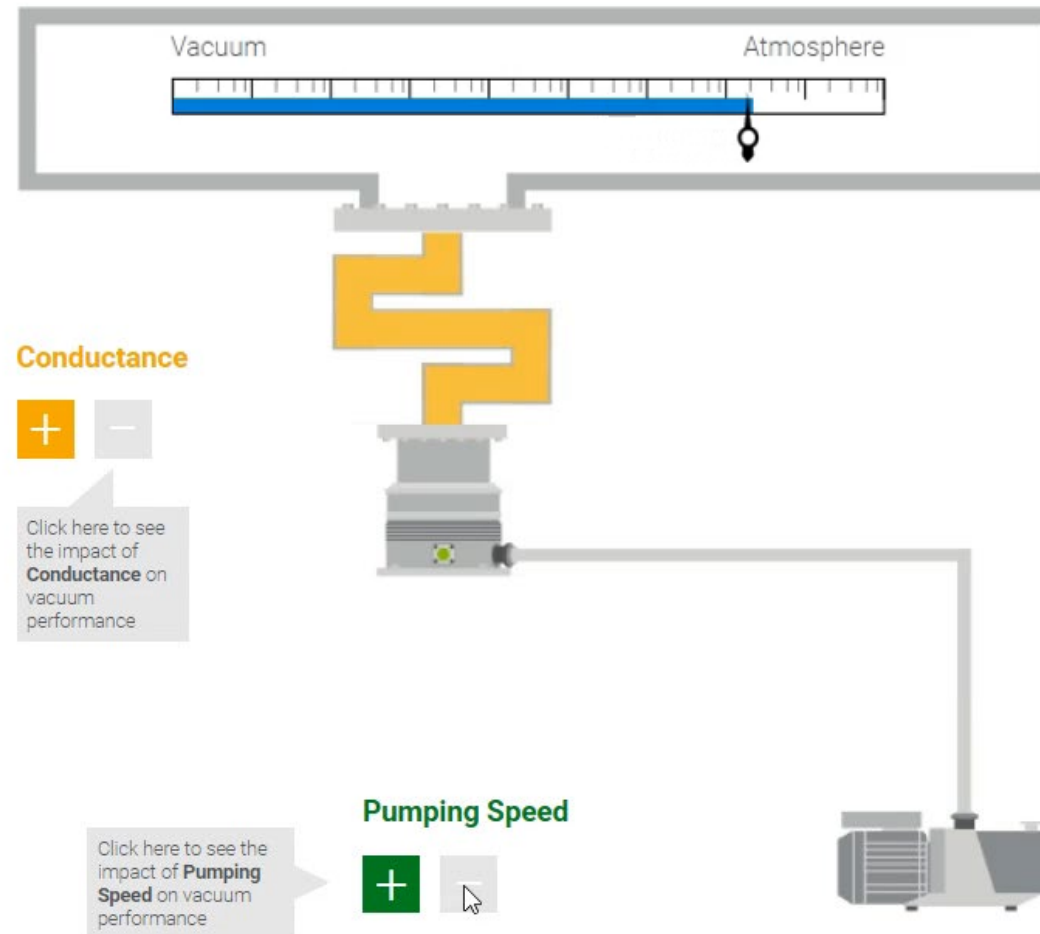 Vacuum
Atmosphere
Conductance
+ −
Click here to see
the impact of
Conductance on
vacuum
performance
Pumping Speed
+ −
Click here to see the
impact of Pumping
Speed on vacuum
performance